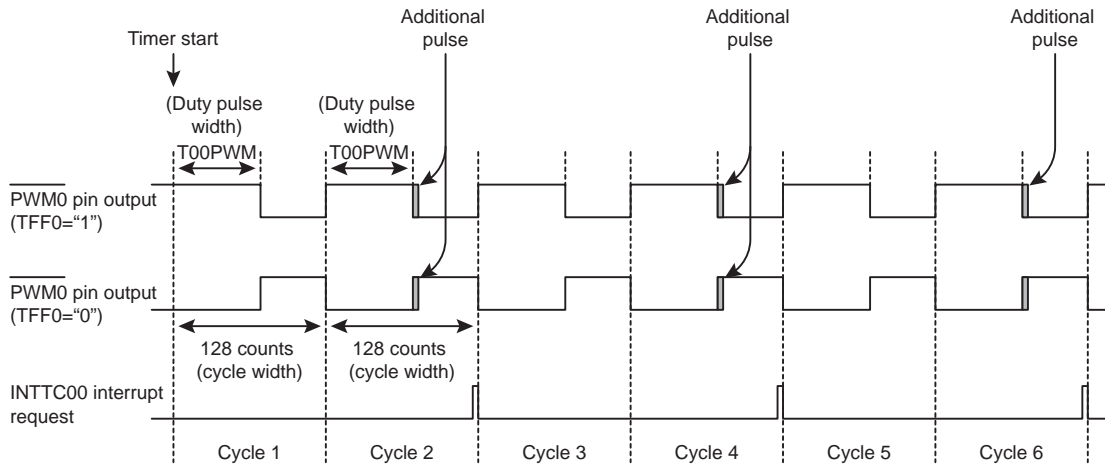 Additional
pulse
Additional
pulse
Additional
pulse
Timer start
(Duty pulse
width)
T00PWM
(Duty pulse
width)
T00PWM
PWM0 pin output
(TFF0=“1”)
PWM0 pin output
(TFF0=“0”)
128 counts
(cycle width)
128 counts
(cycle width)
INTTC00 interrupt
request
Cycle 1 Cycle 2 Cycle 3 Cycle 4 Cycle 5 Cycle 6